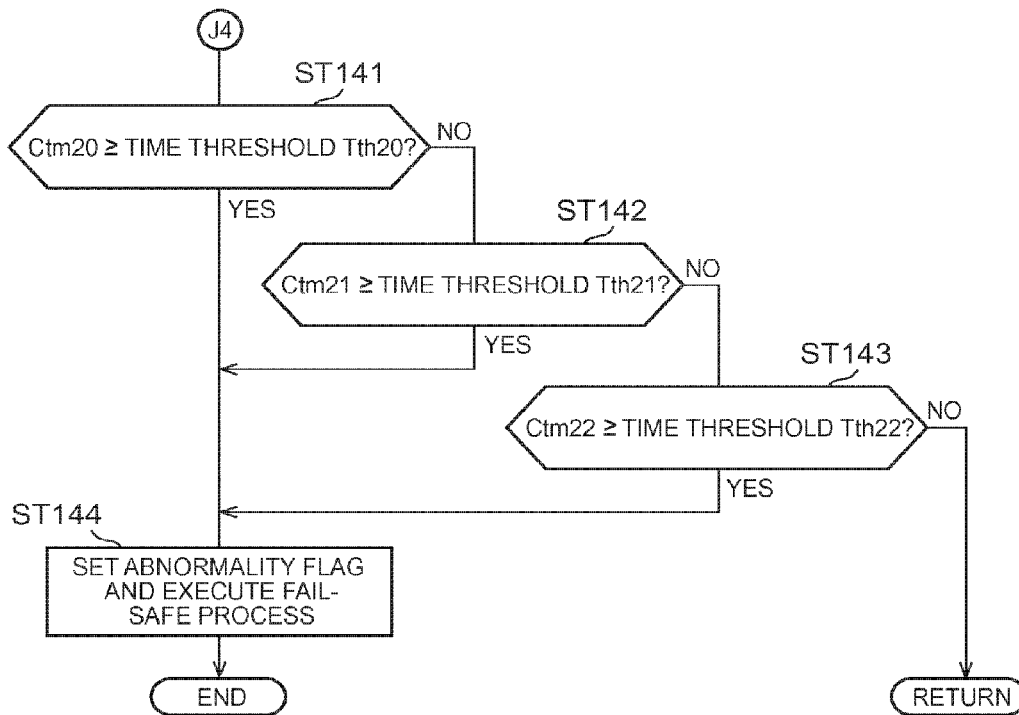 J4
ST141
Ctm20 ≥ TIME THRESHOLD Tth20?
NO
YES
ST142
Ctm21 ≥ TIME THRESHOLD Tth21?
NO
YES
ST143
Ctm22 ≥ TIME THRESHOLD Tth22?
NO
YES
ST144
SET ABNORMALITY FLAG
AND EXECUTE FAIL-
SAFE PROCESS
END
RETURN